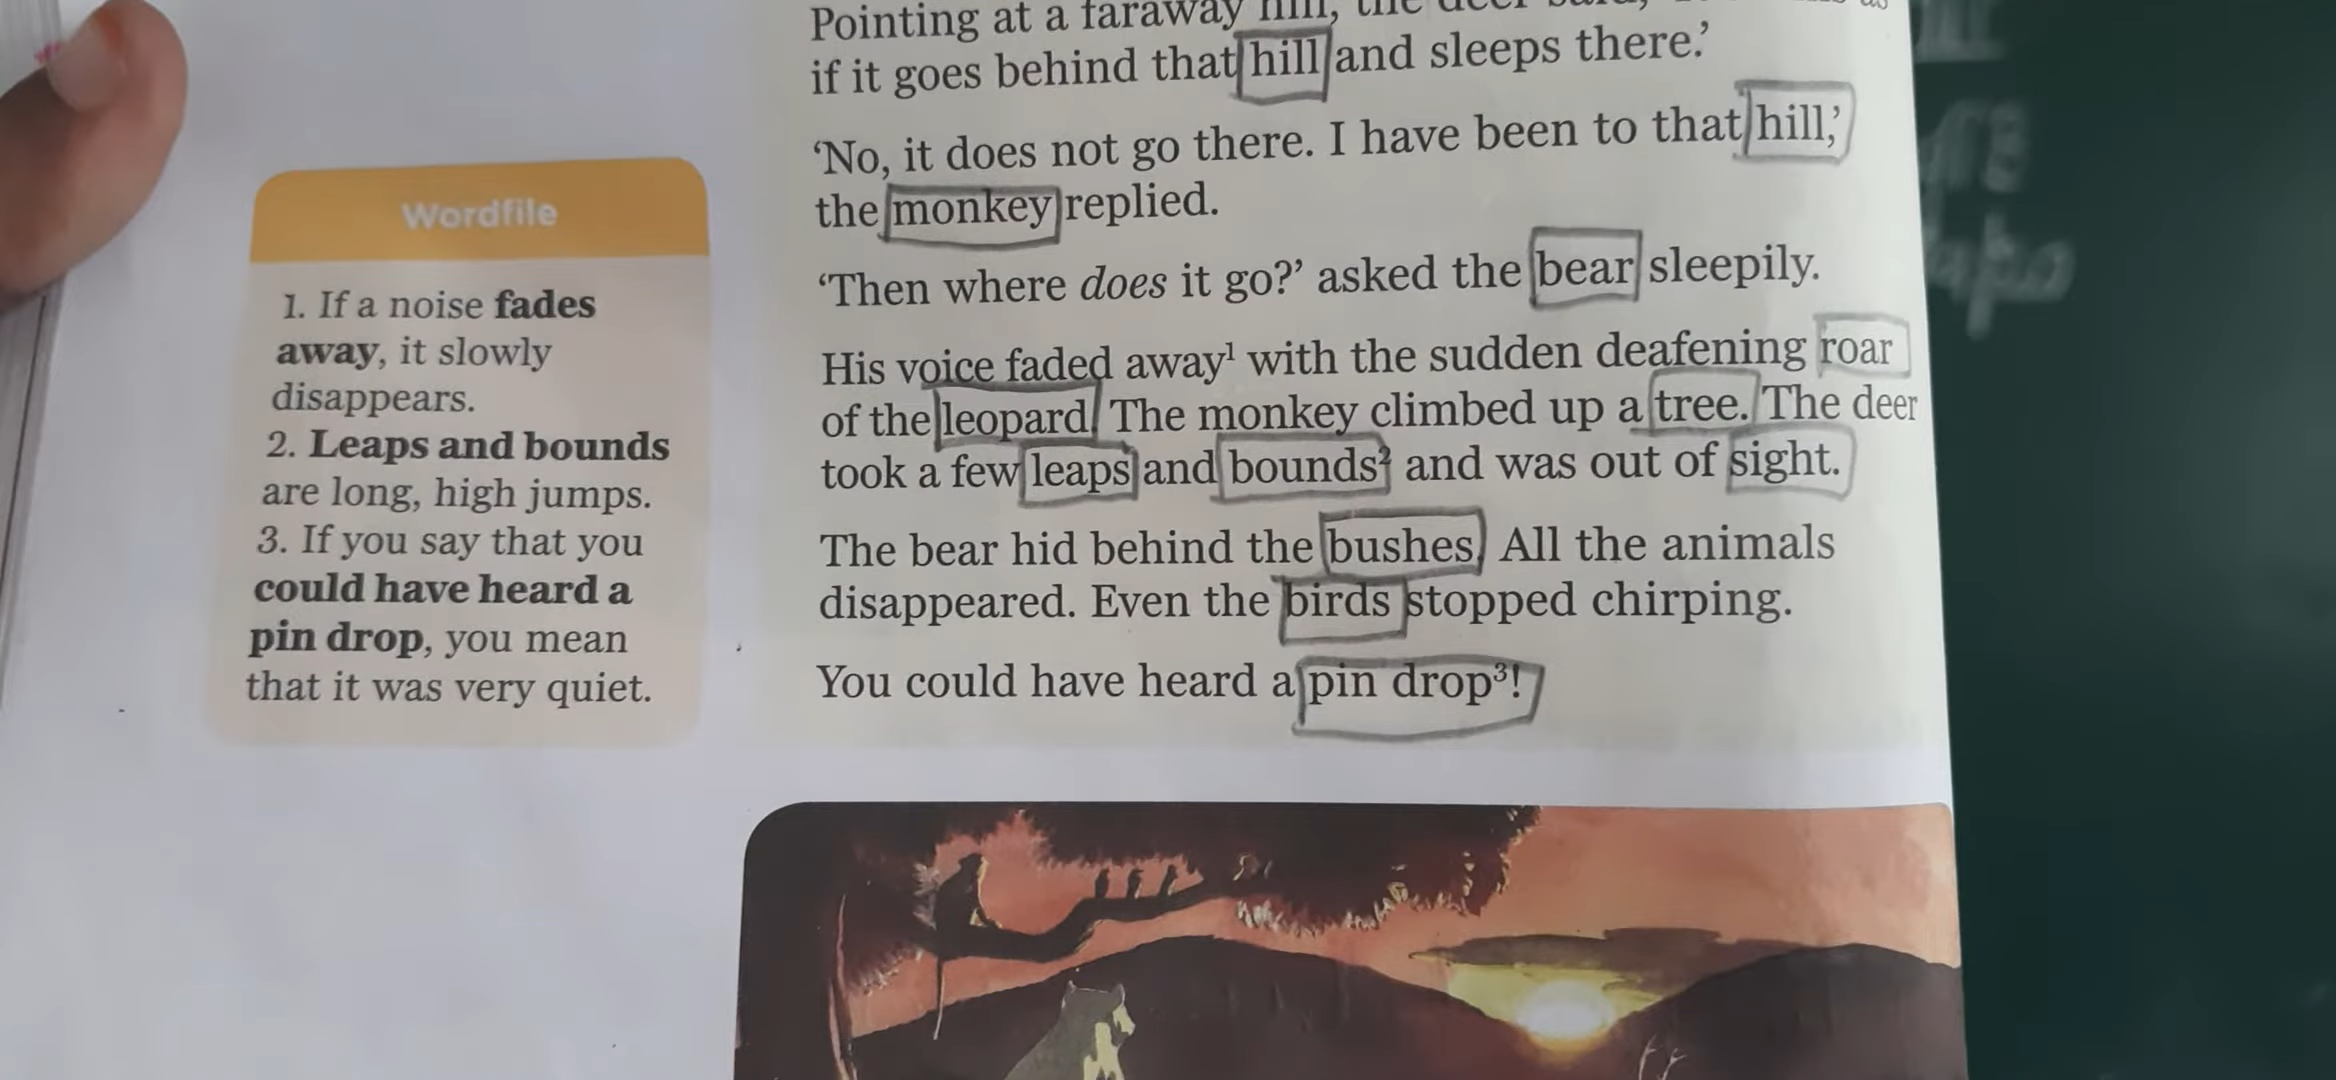 Pointing at a faraway hill, the deer said,
if it goes behind that hill and sleeps there.’
‘No, it does not go there. I have been to that hill,’
the monkey replied.
‘Then where does it go?’ asked the bear sleepily.
His voice faded away¹ with the sudden deafening roar
of the leopard. The monkey climbed up a tree. The deer
took a few leaps and bounds² and was out of sight.
The bear hid behind the bushes. All the animals
disappeared. Even the birds stopped chirping.
You could have heard a pin drop³!
Wordfile
1. If a noise fades
away, it slowly
disappears.
2. Leaps and bounds
are long, high jumps.
3. If you say that you
could have heard a
pin drop, you mean
that it was very quiet.